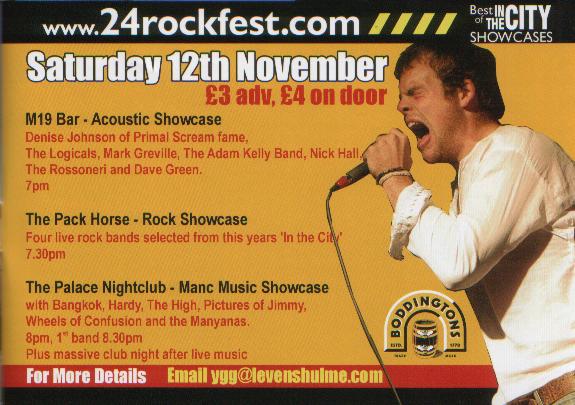 www.24rockfest.com
Best of IN THE CITY SHOWCASES
Saturday 12th November
£3 adv, £4 on door
M19 Bar - Acoustic Showcase
Denise Johnson of Primal Scream fame,
The Logicals, Mark Greville, The Adam Kelly Band, Nick Hall,
The Rossoneri and Dave Green.
7pm
The Pack Horse - Rock Showcase
Four live rock bands selected from this years 'In the City'
7.30pm
The Palace Nightclub - Manc Music Showcase
with Bangkok, Hardy, The High, Pictures of Jimmy,
Wheels of Confusion and the Manyanas.
8pm, 1st band 8.30pm
Plus massive club night after live music
BODDINGTONS
ESTD. 1778
For More Details Email ygg@levenshulme.com